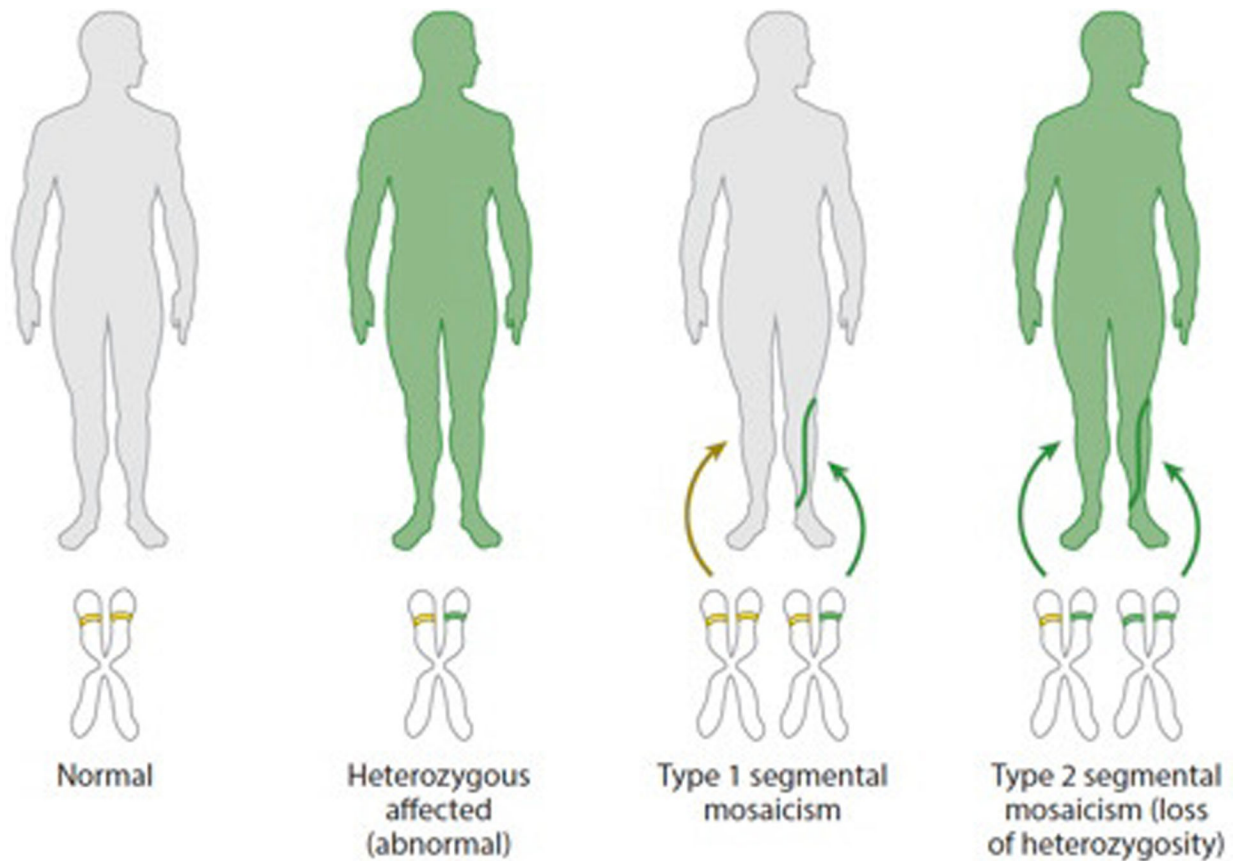 Normal
Heterozygous
affected
(abnormal)
Type 1 segmental
mosaicism
Type 2 segmental
mosaicism (loss
of heterozygosity)